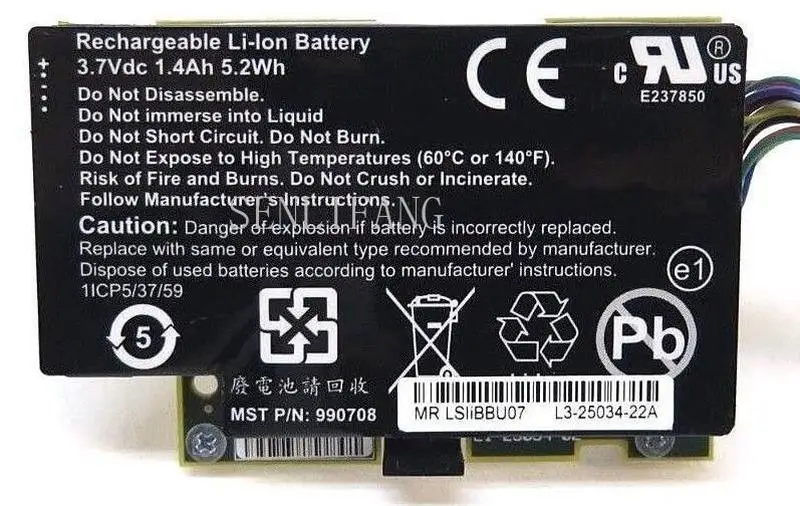 Rechargeable Li-Ion Battery
3.7Vdc 1.4Ah 5.2Wh
Do Not Disassemble.
Do Not immerse into Liquid
Do Not Short Circuit. Do Not Burn.
Do Not Expose to High Temperatures (60°C or 140°F).
Risk of Fire and Burns. Do Not Crush or Incinerate.
Follow Manufacturer's Instructions.
SENLIFANG
Caution: Danger of explosion if battery is incorrectly replaced.
Replace with same or equivalent type recommended by manufacturer.
Dispose of used batteries according to manufacturer' instructions.
1ICP5/37/59
CE
c RU ® US
E237850
e1
5
Pb
廢電池請回收
MST P/N: 990708
MR LSIiBBU07 L3-25034-22A